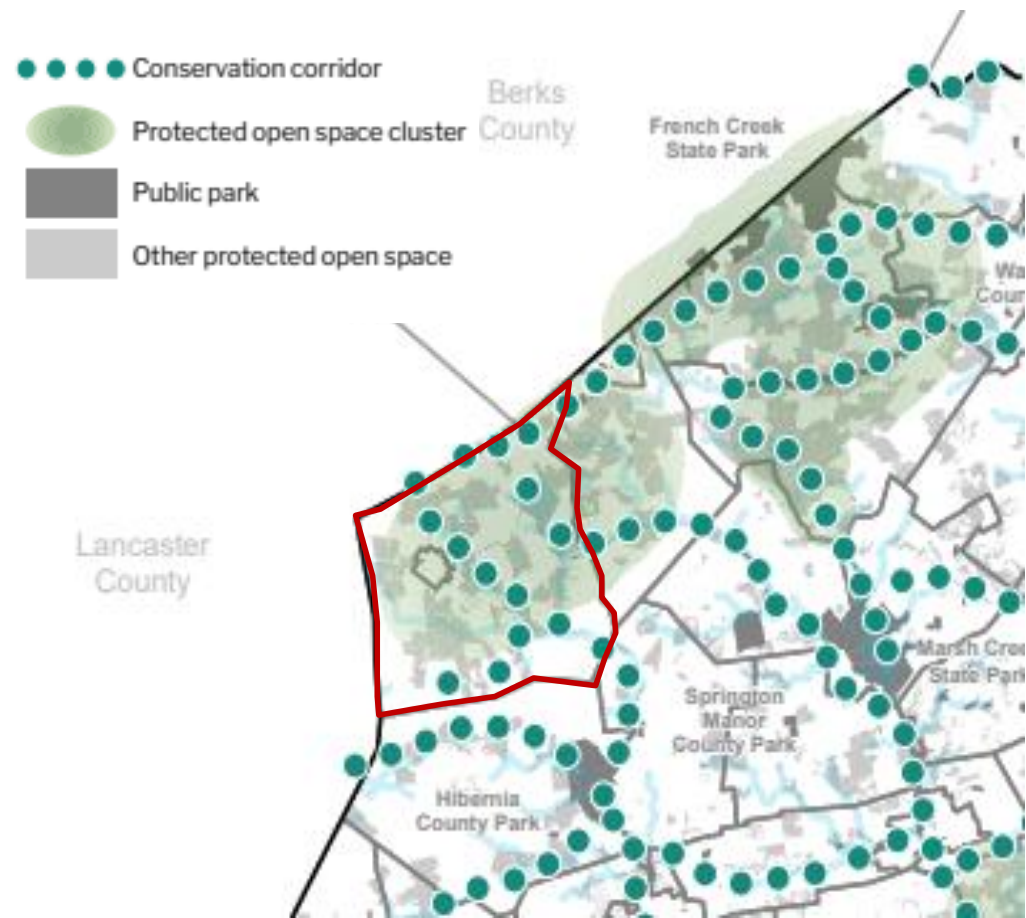 Conservation corridor
Protected open space cluster
Public park
Other protected open space
Berks
County
French Creek
State Park
Lancaster
County
Marsh Cree
State Park
Springton
Manor
County Park
Hibernia
County Park